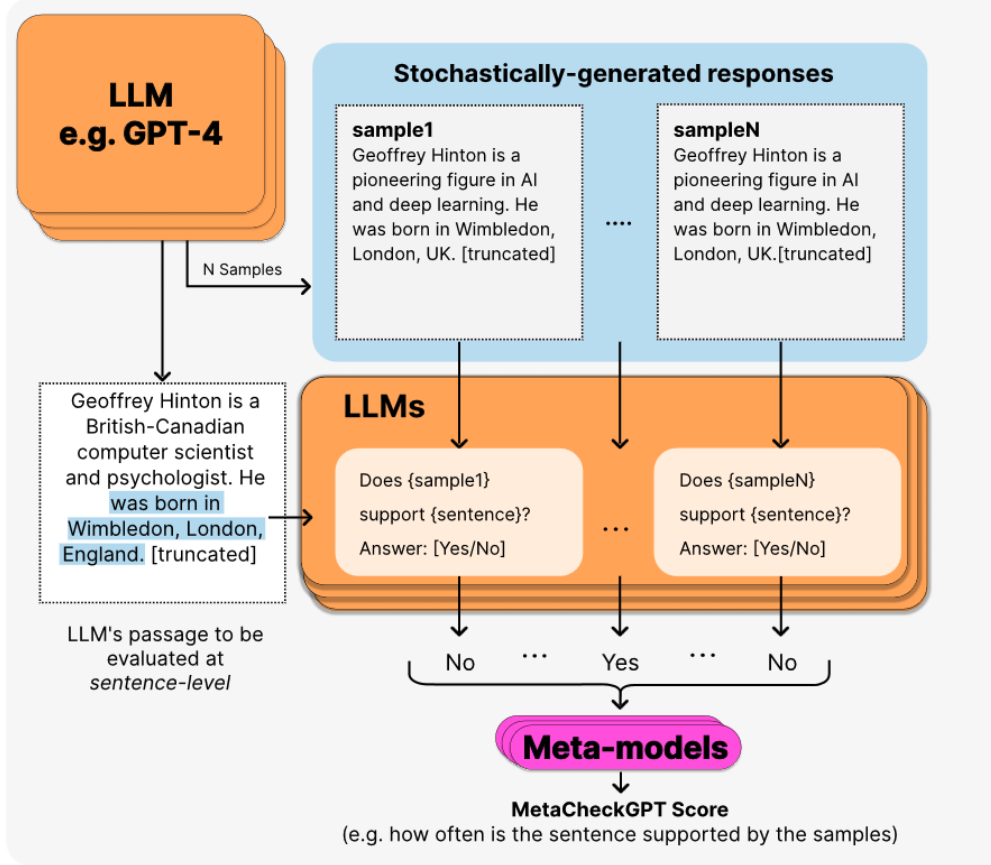 LLM
e.g. GPT-4
Stochastically-generated responses
sample1
Geoffrey Hinton is a
pioneering figure in AI
and deep learning. He
was born in Wimbledon,
London, UK. [truncated]
....
sampleN
Geoffrey Hinton is a
pioneering figure in AI
and deep learning. He
was born in Wimbledon,
London, UK.[truncated]
N Samples
Geoffrey Hinton is a
British-Canadian
computer scientist
and psychologist. He
was born in
Wimbledon, London,
England. [truncated]
LLM's passage to be
evaluated at
sentence-level
LLMs
Does {sample1}
support {sentence}?
Answer: [Yes/No]
...
Does {sampleN}
support {sentence}?
Answer: [Yes/No]
No ... Yes ... No
Meta-models
MetaCheckGPT Score
(e.g. how often is the sentence supported by the samples)